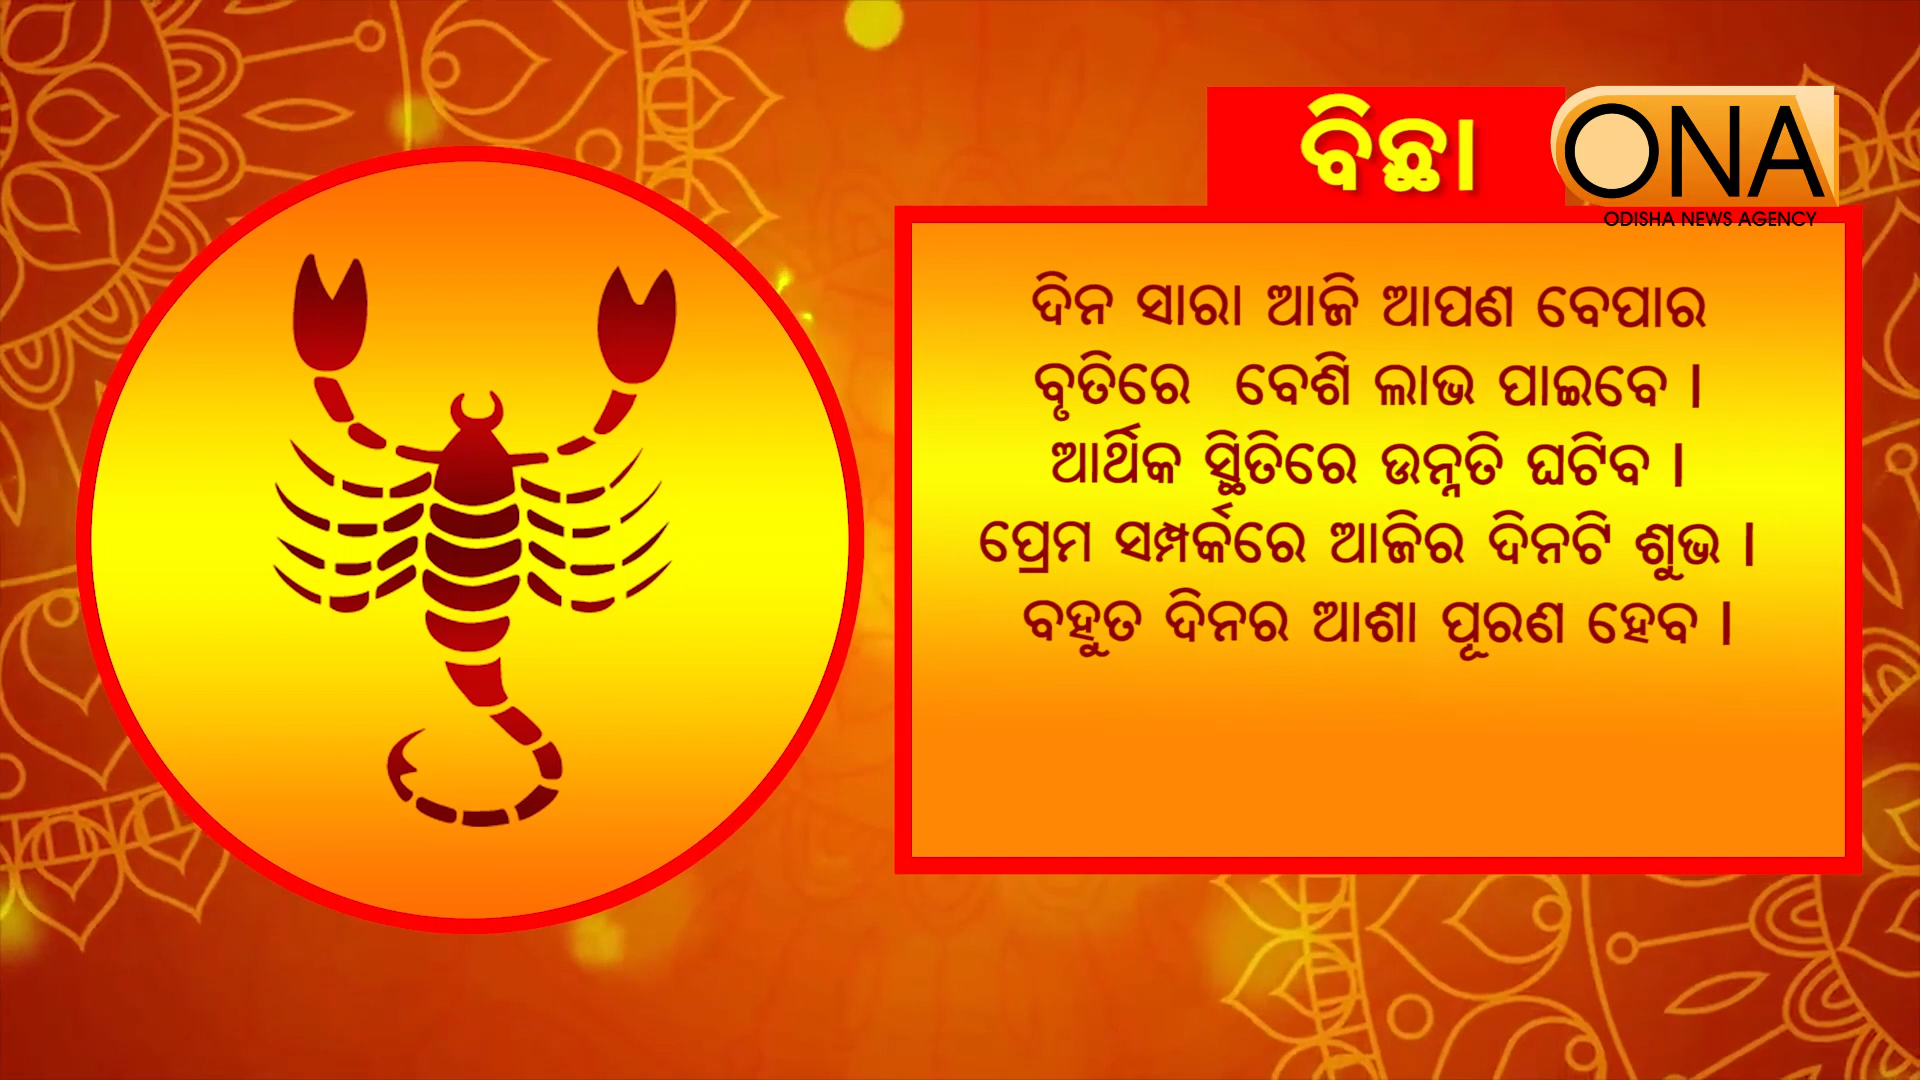 ବିଛା
ONA
ODISHA NEWS AGENCY
ଦିନ ସାରା ଆଜି ଆପଣ ବେପାର
ବୃତିରେ ବେଶି ଲାଭ ପାଇବେ ।
ଆର୍ଥିକ ସ୍ଥିତିରେ ଉନ୍ନତି ଘଟିବ ।
ପ୍ରେମ ସମ୍ପର୍କରେ ଆଜିର ଦିନଟି ଶୁଭ ।
ବହୁତ ଦିନର ଆଶା ପୂରଣ ହେବ ।